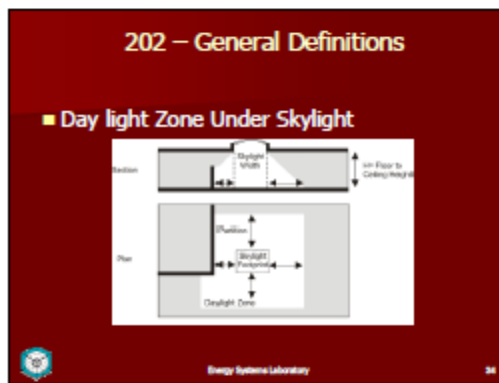 202 – General Definitions
Day light Zone Under Skylight
Skylight
Width
Section
Floor to
Ceiling Height
Partition
Plan
Skylight
Footprint
Daylight Zone
Energy Systems Laboratory